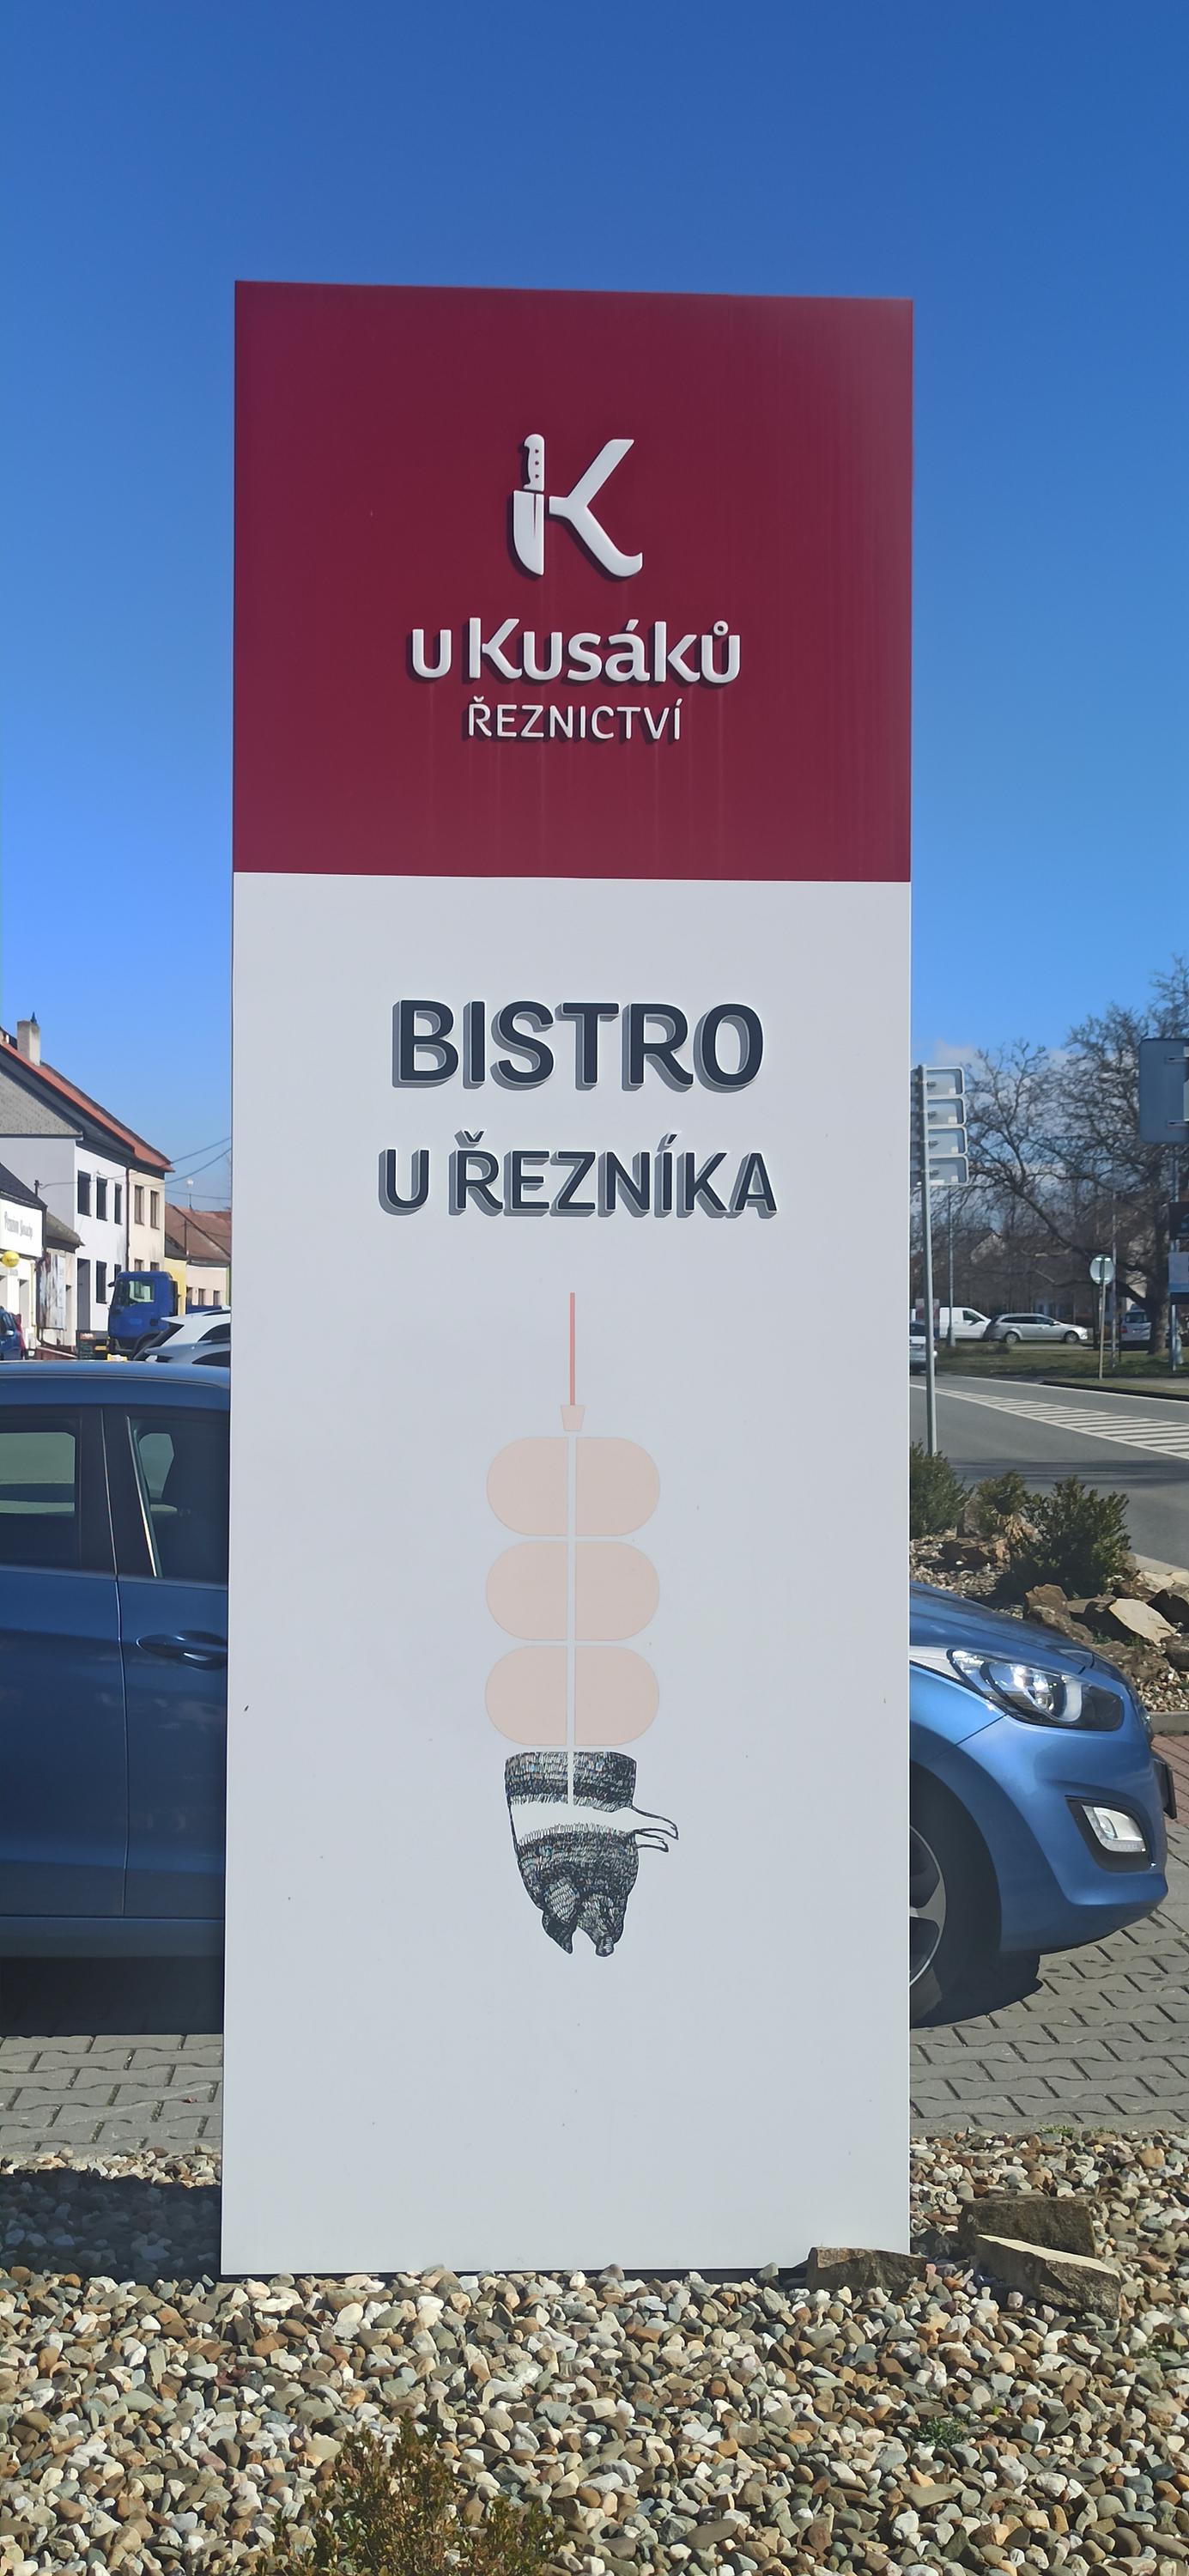 K
u Kusáků
ŘEZNICTVÍ
BISTRO
U ŘEZNÍKA